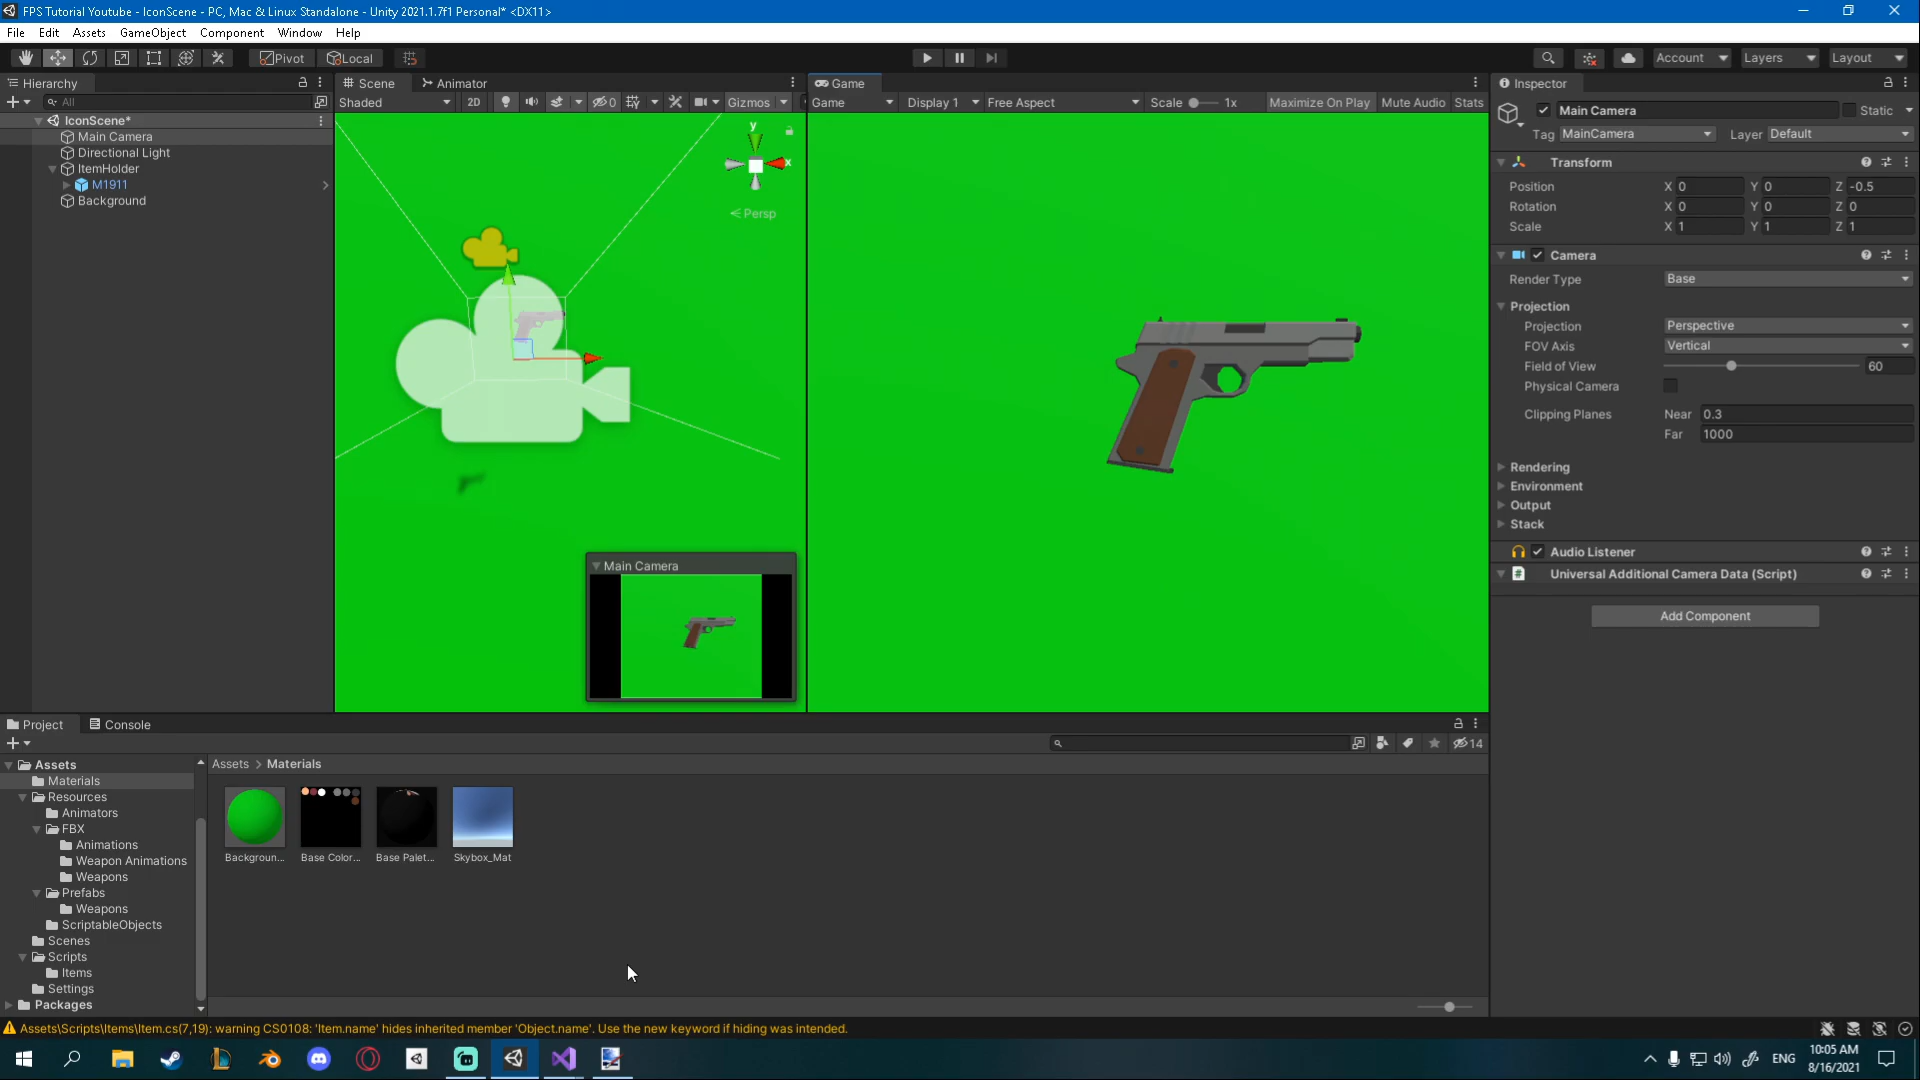 FPS Tutorial Youtube - IconScene - PC, Mac & Linux Standalone - Unity 2021.1.7f1 Personal* <DX11>
File Edit Assets GameObject Component Window Help
Pivot Local Account Layers Layout
Hierarchy
All
IconScene*
Main Camera
Directional Light
ItemHolder
M1911
Background
Scene Animator
Shaded 2D 0 Gizmos
y
x
Persp
Main Camera
Game
Game Display 1 Free Aspect Scale 1x Maximize On Play Mute Audio Stats
Inspector
Main Camera Static
Tag MainCamera Layer Default
Transform
Position X 0 Y 0 Z -0.5
Rotation X 0 Y 0 Z 0
Scale X 1 Y 1 Z 1
Camera
Render Type Base
Projection
Projection Perspective
FOV Axis Vertical
Field of View 60
Physical Camera
Clipping Planes Near 0.3
Far 1000
Rendering
Environment
Output
Stack
Audio Listener
# Universal Additional Camera Data (Script)
Add Component
Project Console
14
Assets
Materials
Resources
Animators
FBX
Animations
Weapon Animations
Weapons
Prefabs
Weapons
ScriptableObjects
Scenes
Scripts
Items
Settings
Packages
Assets > Materials
Backgroun... Base Color... Base Palet... Skybox_Mat
Assets\Scripts\Items\Item.cs(7,19): warning CS0108: 'Item.name' hides inherited member 'Object.name'. Use the new keyword if hiding was intended.
ENG
10:05 AM
8/16/2021